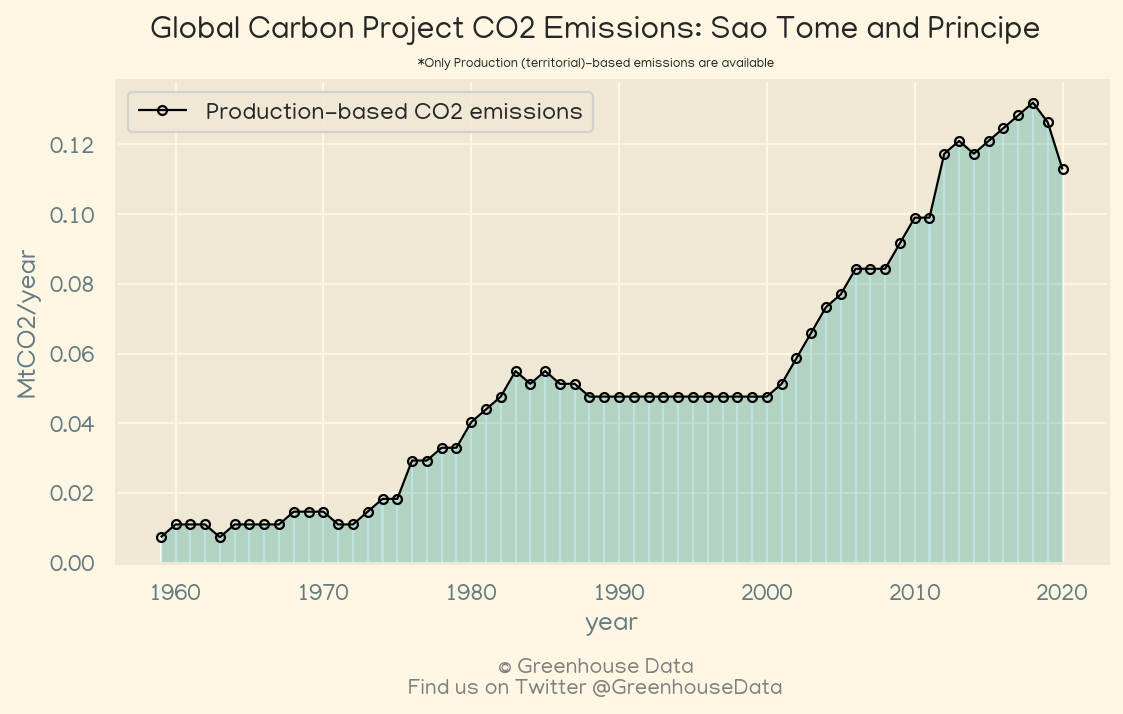 Global Carbon Project CO2 Emissions: Sao Tome and Principe
*Only Production (territorial)-based emissions are available
Production-based CO2 emissions
0.12
0.10
0.08
0.06
0.04
0.02
0.00
MtCO2/year
1960 1970 1980 1990 2000 2010 2020
year
© Greenhouse Data
Find us on Twitter @GreenhouseData